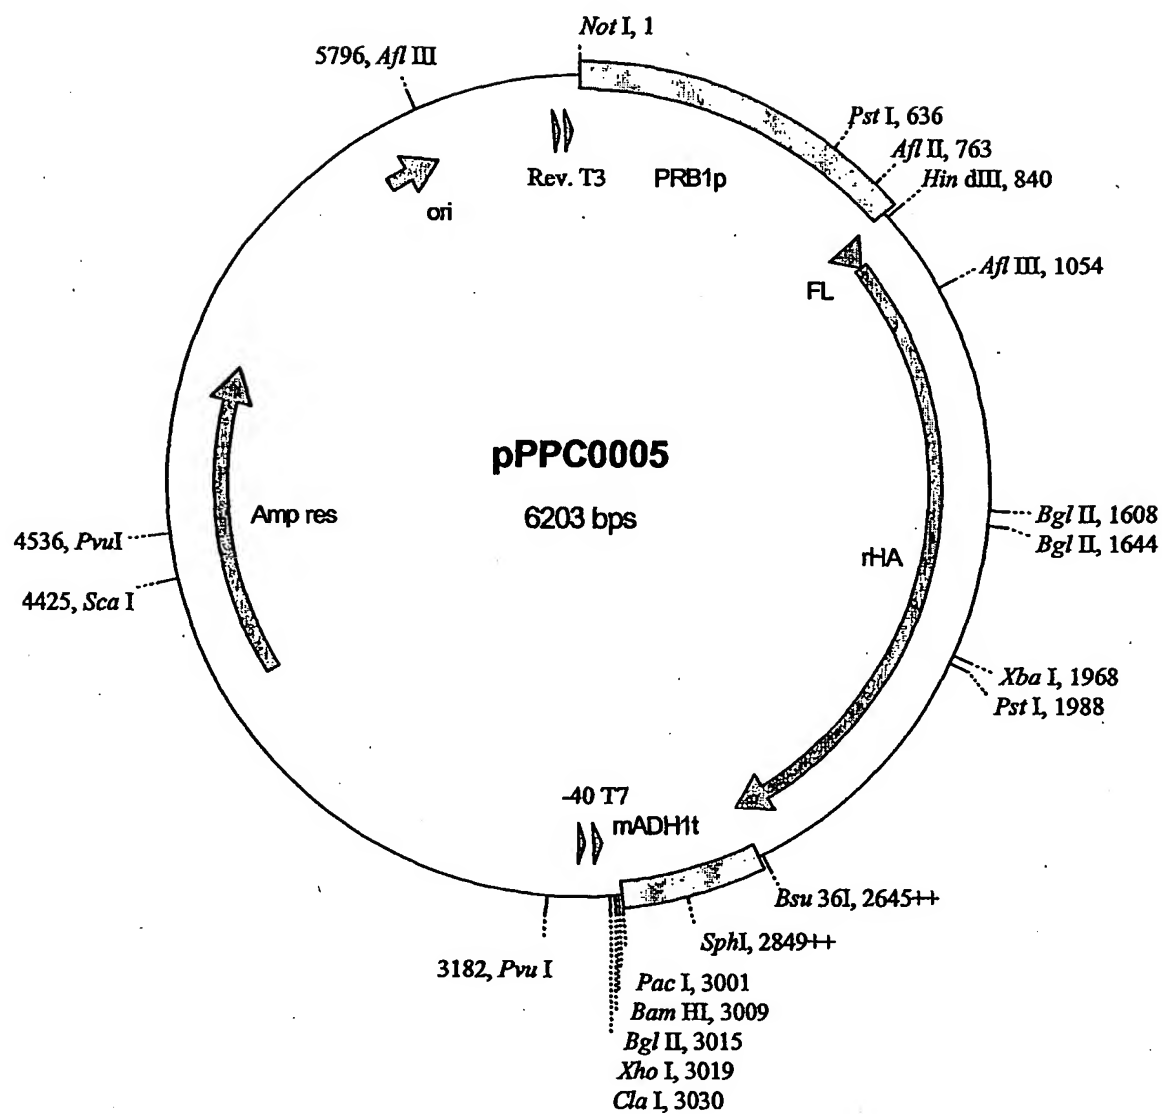 Not I, 1
5796, Afl III
Pst I, 636
Afl II, 763
Hin dIII, 840
Rev. T3
PRB1p
ori
Afl III, 1054
FL
pPPC0005
6203 bps
Amp res
Bgl II, 1608
Bgl II, 1644
4536, PvuI
rHA
4425, Sca I
Xba I, 1968
Pst I, 1988
-40 T7
mADH1t
Bsu 36I, 2645++
SphI, 2849++
3182, Pvu I
Pac I, 3001
Bam HI, 3009
Bgl II, 3015
Xho I, 3019
Cla I, 3030